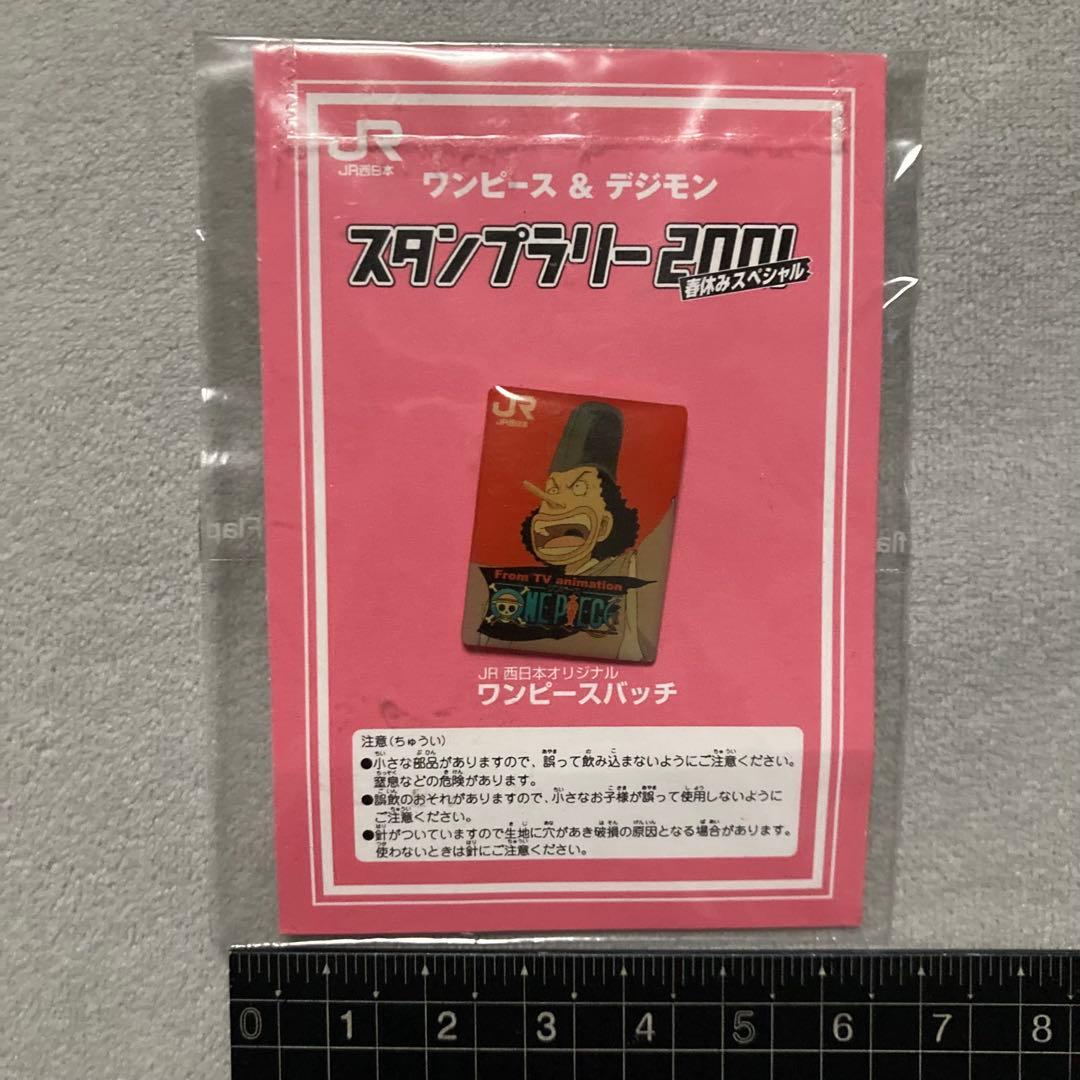 JR
JR西日本
ワンピース & デジモン
スタンプラリー2001
春休みスペシャル
JR
JR西日本
From TV animation
ONE PIECE
JR 西日本オリジナル
ワンピースバッチ
注意(ちゅうい)
●小さな部品がありますので、誤って飲み込まないようにご注意ください。
窒息などの危険があります。
●誤飲のおそれがありますので、小さなお子様が誤って使用しないように
ご注意ください。
●針がついていますので生地に穴があき破損の原因となる場合があります。
使わないときは針にご注意ください。
0 1 2 3 4 5 6 7 8